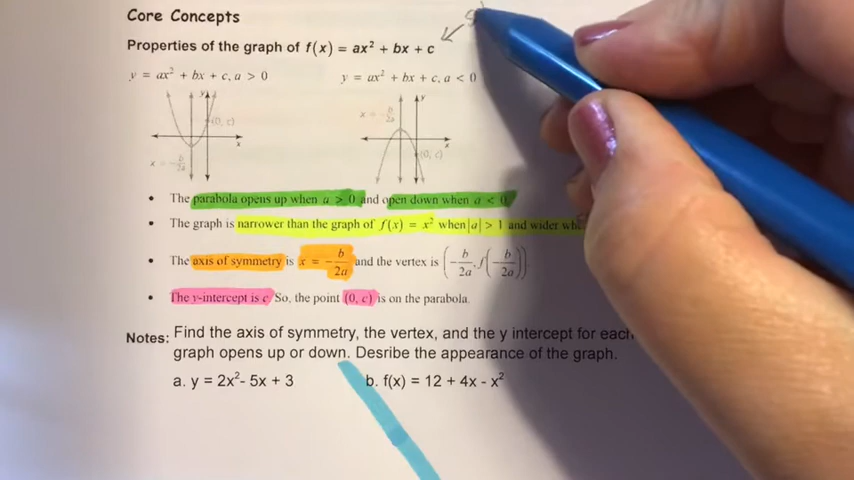 Core Concepts
Properties of the graph of f(x) = ax² + bx + c
y = ax² + bx + c, a > 0
y = ax² + bx + c, a < 0
y
(0, c)
x
x = -b/2a
y
x = -b/2a
x
(0, c)
• The parabola opens up when a > 0 and open down when a < 0.
• The graph is narrower than the graph of f(x) = x² when |a| > 1 and wider
• The axis of symmetry is x = -b/2a and the vertex is (-b/2a, f(-b/2a))
• The y-intercept is c So, the point (0, c) is on the parabola.
Notes: Find the axis of symmetry, the vertex, and the y intercept for each
graph opens up or down. Desribe the appearance of the graph.
a. y = 2x² - 5x + 3
b. f(x) = 12 + 4x - x²